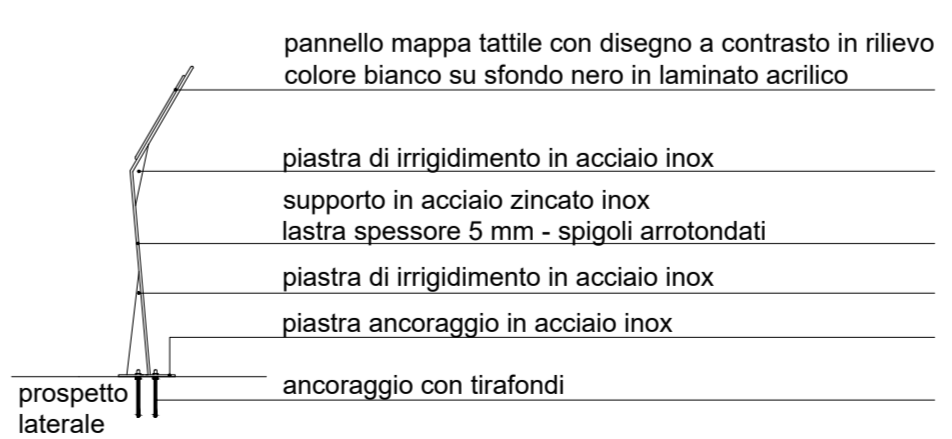 pannello mappa tattile con disegno a contrasto in rilievo
colore bianco su sfondo nero in laminato acrilico
piastra di irrigidimento in acciaio inox
supporto in acciaio zincato inox
lastra spessore 5 mm - spigoli arrotondati
piastra di irrigidimento in acciaio inox
piastra ancoraggio in acciaio inox
ancoraggio con tirafondi
prospetto
laterale